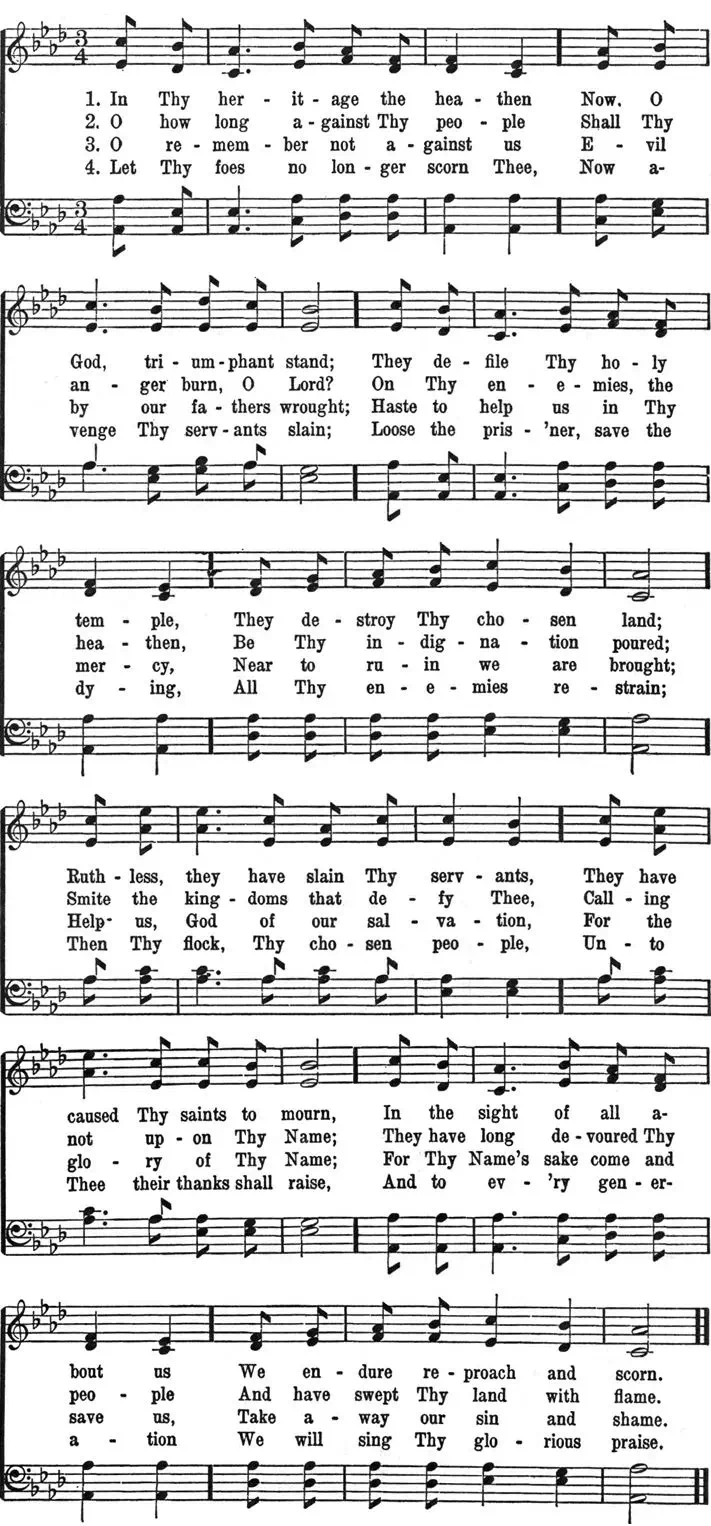 3
4
1. In Thy her - it - age the hea - then Now, O
2. O how long a - gainst Thy peo - ple Shall Thy
3. O re - mem - ber not a - gainst us E - vil
4. Let Thy foes no lon - ger scorn Thee, Now a-
3
4
God, tri - um - phant stand; They de - file Thy ho - ly
an - ger burn, O Lord? On Thy en - e - mies, the
by our fa - thers wrought; Haste to help us in Thy
venge Thy serv - ants slain; Loose the pris - 'ner, save the
tem - ple, They de - stroy Thy cho - sen land;
hea - then, Be Thy in - dig - na - tion poured;
mer - cy, Near to ru - in we are brought;
dy - ing, All Thy en - e - mies re - strain;
Ruth - less, they have slain Thy serv - ants, They have
Smite the king - doms that de - fy Thee, Call - ing
Help us, God of our sal - va - tion, For the
Then Thy flock, Thy cho - sen peo - ple, Un - to
caused Thy saints to mourn, In the sight of all a-
not up - on Thy Name; They have long de - voured Thy
glo - ry of Thy Name; For Thy Name's sake come and
Thee their thanks shall raise, And to ev - 'ry gen - er-
bout us We en - dure re - proach and scorn.
peo - ple And have swept Thy land with flame.
save us, Take a - way our sin and shame.
a - tion We will sing Thy glo - rious praise.